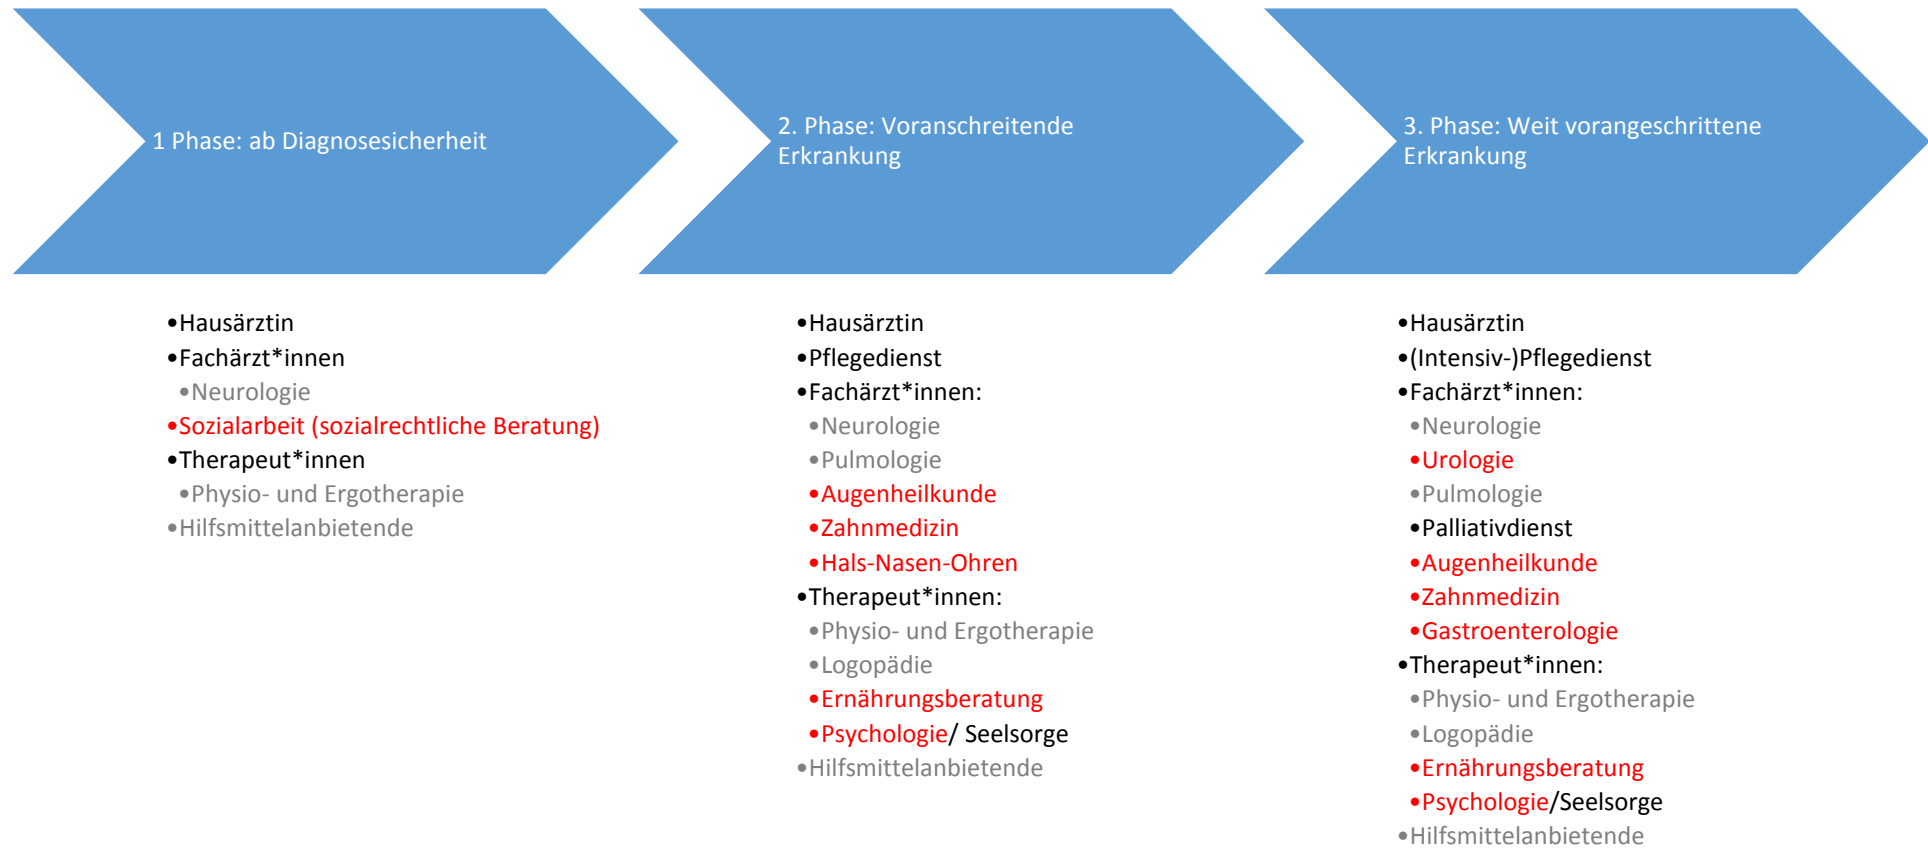 1 Phase: ab Diagnosesicherheit
•Hausärztin
•Fachärzt*innen
•Neurologie
•Sozialarbeit (sozialrechtliche Beratung)
•Therapeut*innen
•Physio- und Ergotherapie
•Hilfsmittelanbietende
2. Phase: Voranschreitende
Erkrankung
•Hausärztin
•Pflegedienst
•Fachärzt*innen:
•Neurologie
•Pulmologie
•Augenheilkunde
•Zahnmedizin
•Hals-Nasen-Ohren
•Therapeut*innen:
•Physio- und Ergotherapie
•Logopädie
•Ernährungsberatung
•Psychologie/ Seelsorge
•Hilfsmittelanbietende
3. Phase: Weit vorangeschrittene
Erkrankung
•Hausärztin
•(Intensiv-)Pflegedienst
•Fachärzt*innen:
•Neurologie
•Urologie
•Pulmologie
•Palliativdienst
•Augenheilkunde
•Zahnmedizin
•Gastroenterologie
•Therapeut*innen:
•Physio- und Ergotherapie
•Logopädie
•Ernährungsberatung
•Psychologie/Seelsorge
•Hilfsmittelanbietende